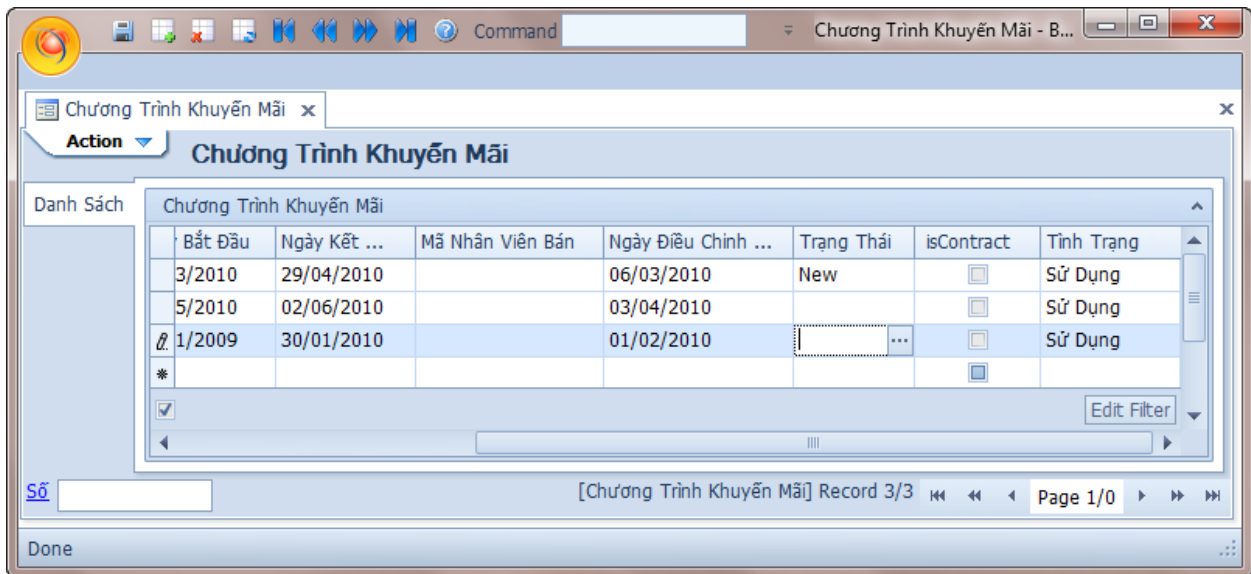 Command Chương Trình Khuyến Mãi - B...
Chương Trình Khuyến Mãi
Action
Chương Trình Khuyến Mãi
Danh Sách
Chương Trình Khuyến Mãi
Bắt Đầu Ngày Kết ... Mã Nhân Viên Bán Ngày Điều Chinh ... Trạng Thái isContract Tình Trạng
3/2010 29/04/2010 06/03/2010 New Sử Dụng
5/2010 02/06/2010 03/04/2010 Sử Dụng
1/2009 30/01/2010 01/02/2010 ... Sử Dụng
Edit Filter
Số [Chương Trình Khuyến Mãi] Record 3/3 Page 1/0
Done